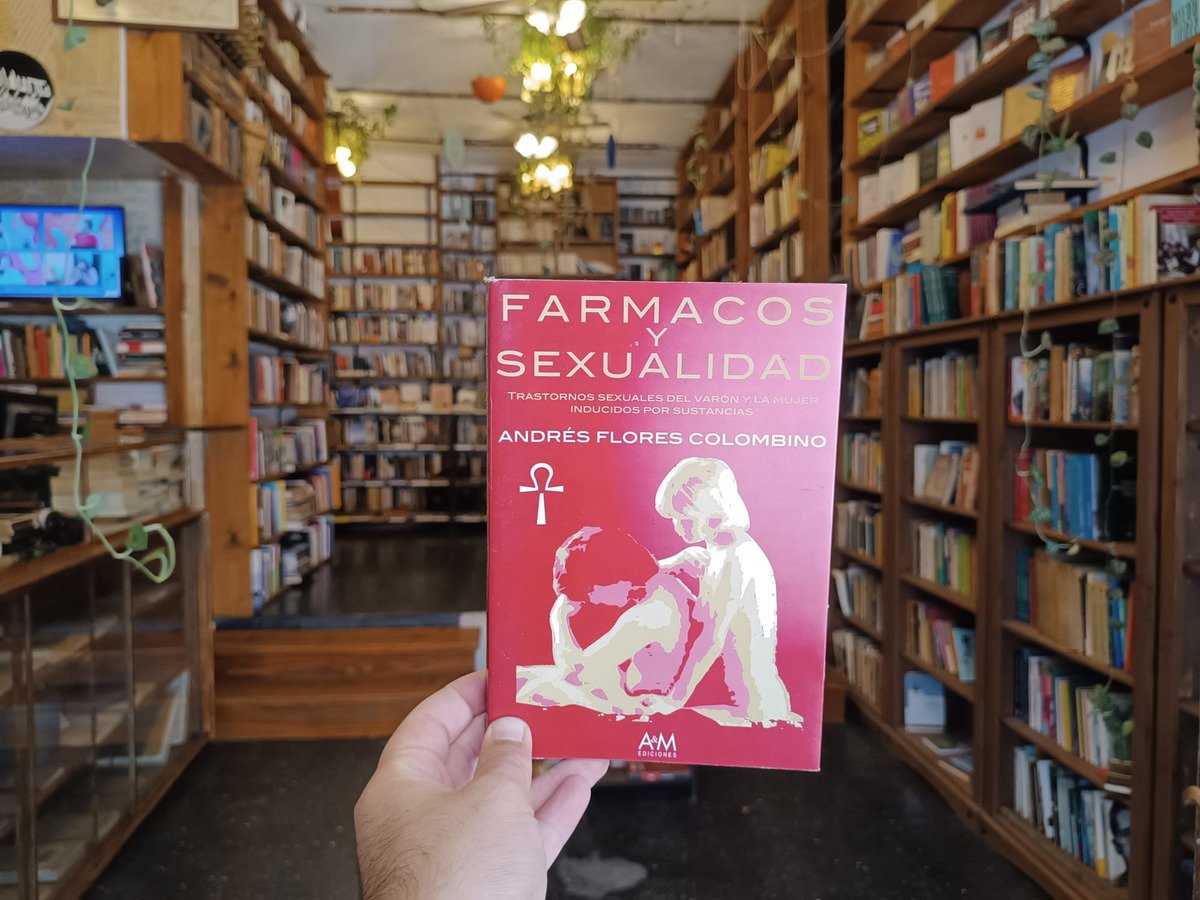 FARMACOS
Y
SEXUALIDAD
TRASTORNOS SEXUALES DEL VARÓN Y LA MUJER
INDUCIDOS POR SUSTANCIAS
ANDRÉS FLORES COLOMBINO
A&M
EDICIONES